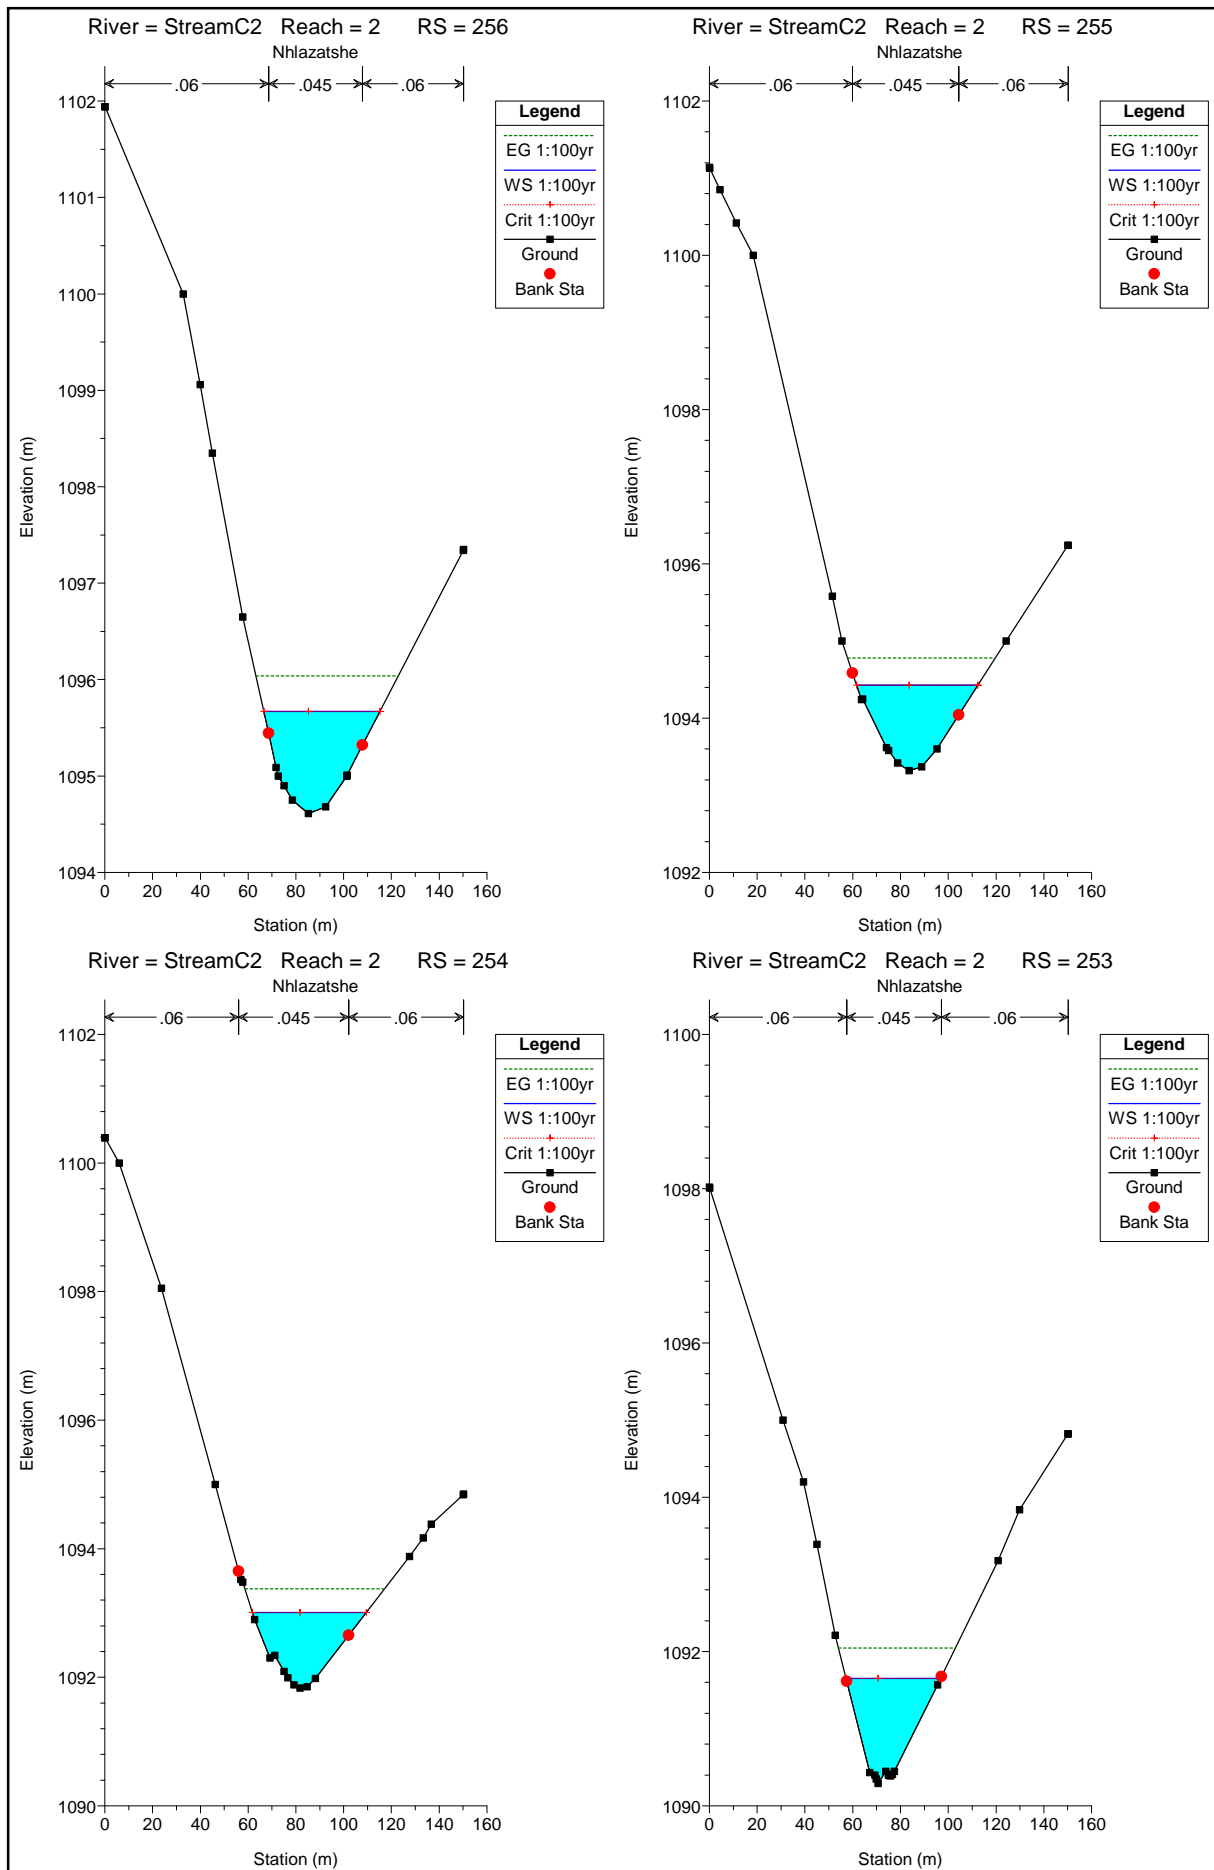 River = StreamC2 Reach = 2 RS = 256
Nhlazatshe
.06 .045 .06
Legend
EG 1:100yr
WS 1:100yr
Crit 1:100yr
Ground
Bank Sta
1102
1101
1100
1099
1098
1097
1096
1095
1094
Elevation (m)
0 20 40 60 80 100 120 140 160
Station (m)
River = StreamC2 Reach = 2 RS = 255
Nhlazatshe
.06 .045 .06
Legend
EG 1:100yr
WS 1:100yr
Crit 1:100yr
Ground
Bank Sta
1102
1100
1098
1096
1094
1092
Elevation (m)
0 20 40 60 80 100 120 140 160
Station (m)
River = StreamC2 Reach = 2 RS = 254
Nhlazatshe
.06 .045 .06
Legend
EG 1:100yr
WS 1:100yr
Crit 1:100yr
Ground
Bank Sta
1102
1100
1098
1096
1094
1092
1090
Elevation (m)
0 20 40 60 80 100 120 140 160
Station (m)
River = StreamC2 Reach = 2 RS = 253
Nhlazatshe
.06 .045 .06
Legend
EG 1:100yr
WS 1:100yr
Crit 1:100yr
Ground
Bank Sta
1100
1098
1096
1094
1092
1090
Elevation (m)
0 20 40 60 80 100 120 140 160
Station (m)